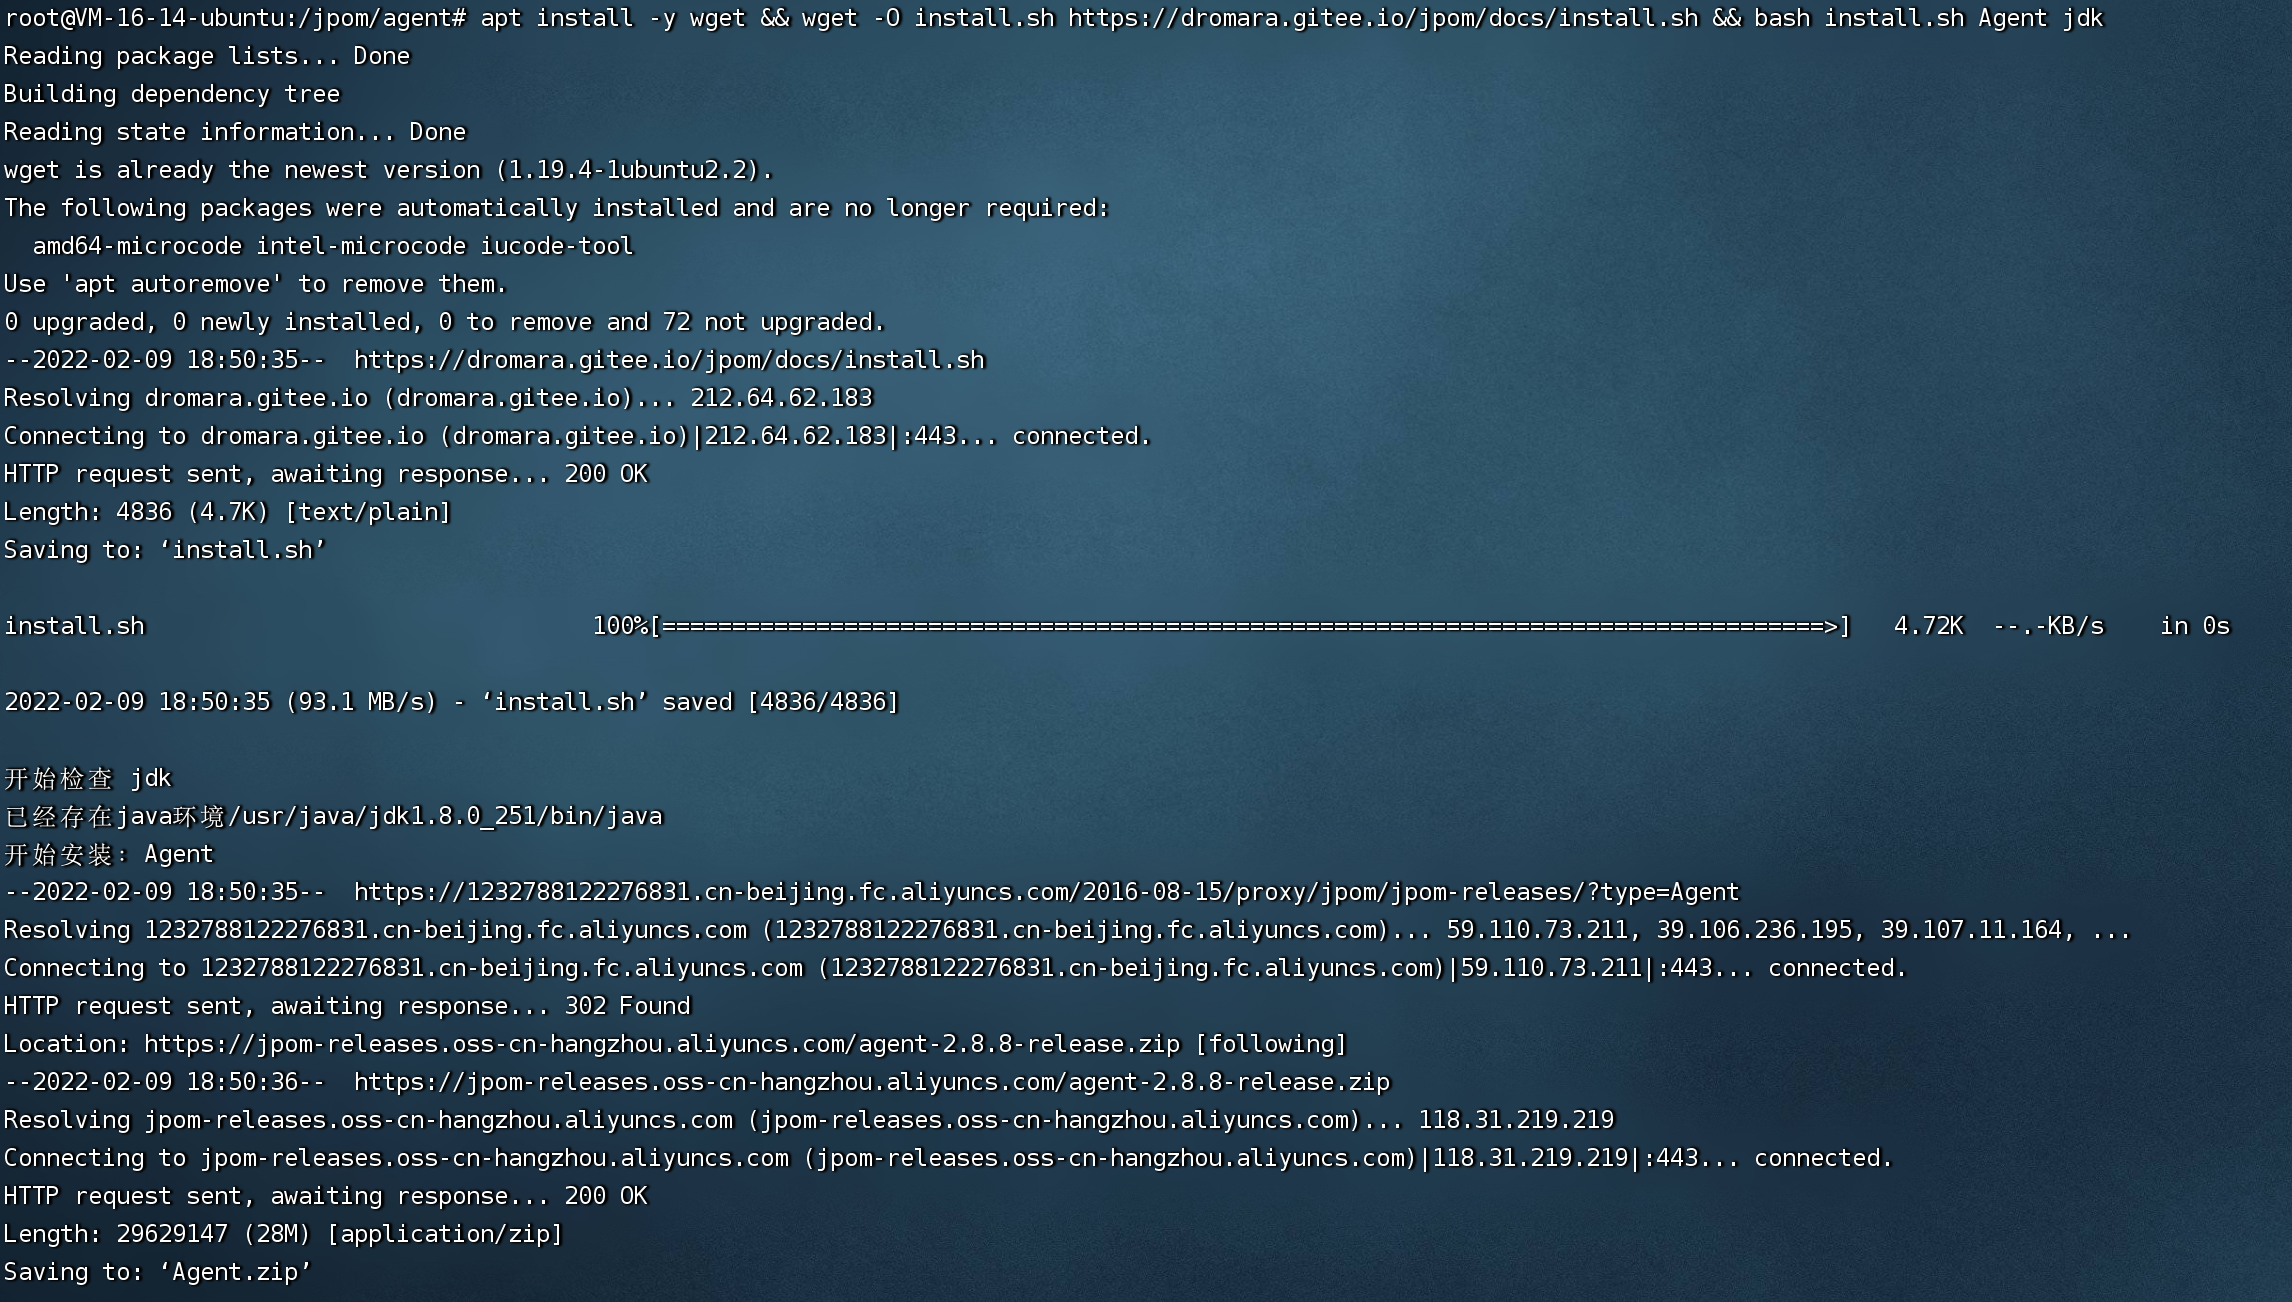 root@VM-16-14-ubuntu:/jpom/agent# apt install -y wget && wget -O install.sh https://dromara.gitee.io/jpom/docs/install.sh && bash install.sh Agent jdk
Reading package lists... Done
Building dependency tree
Reading state information... Done
wget is already the newest version (1.19.4-1ubuntu2.2).
The following packages were automatically installed and are no longer required:
  amd64-microcode intel-microcode iucode-tool
Use 'apt autoremove' to remove them.
0 upgraded, 0 newly installed, 0 to remove and 72 not upgraded.
--2022-02-09 18:50:35--  https://dromara.gitee.io/jpom/docs/install.sh
Resolving dromara.gitee.io (dromara.gitee.io)... 212.64.62.183
Connecting to dromara.gitee.io (dromara.gitee.io)|212.64.62.183|:443... connected.
HTTP request sent, awaiting response... 200 OK
Length: 4836 (4.7K) [text/plain]
Saving to: ‘install.sh’
install.sh                                100%[===================================================================================>]   4.72K  --.-KB/s    in 0s
2022-02-09 18:50:35 (93.1 MB/s) - ‘install.sh’ saved [4836/4836]
开始检查 jdk
已经存在java环境/usr/java/jdk1.8.0_251/bin/java
开始安装: Agent
--2022-02-09 18:50:35--  https://1232788122276831.cn-beijing.fc.aliyuncs.com/2016-08-15/proxy/jpom/jpom-releases/?type=Agent
Resolving 1232788122276831.cn-beijing.fc.aliyuncs.com (1232788122276831.cn-beijing.fc.aliyuncs.com)... 59.110.73.211, 39.106.236.195, 39.107.11.164, ...
Connecting to 1232788122276831.cn-beijing.fc.aliyuncs.com (1232788122276831.cn-beijing.fc.aliyuncs.com)|59.110.73.211|:443... connected.
HTTP request sent, awaiting response... 302 Found
Location: https://jpom-releases.oss-cn-hangzhou.aliyuncs.com/agent-2.8.8-release.zip [following]
--2022-02-09 18:50:36--  https://jpom-releases.oss-cn-hangzhou.aliyuncs.com/agent-2.8.8-release.zip
Resolving jpom-releases.oss-cn-hangzhou.aliyuncs.com (jpom-releases.oss-cn-hangzhou.aliyuncs.com)... 118.31.219.219
Connecting to jpom-releases.oss-cn-hangzhou.aliyuncs.com (jpom-releases.oss-cn-hangzhou.aliyuncs.com)|118.31.219.219|:443... connected.
HTTP request sent, awaiting response... 200 OK
Length: 29629147 (28M) [application/zip]
Saving to: ‘Agent.zip’